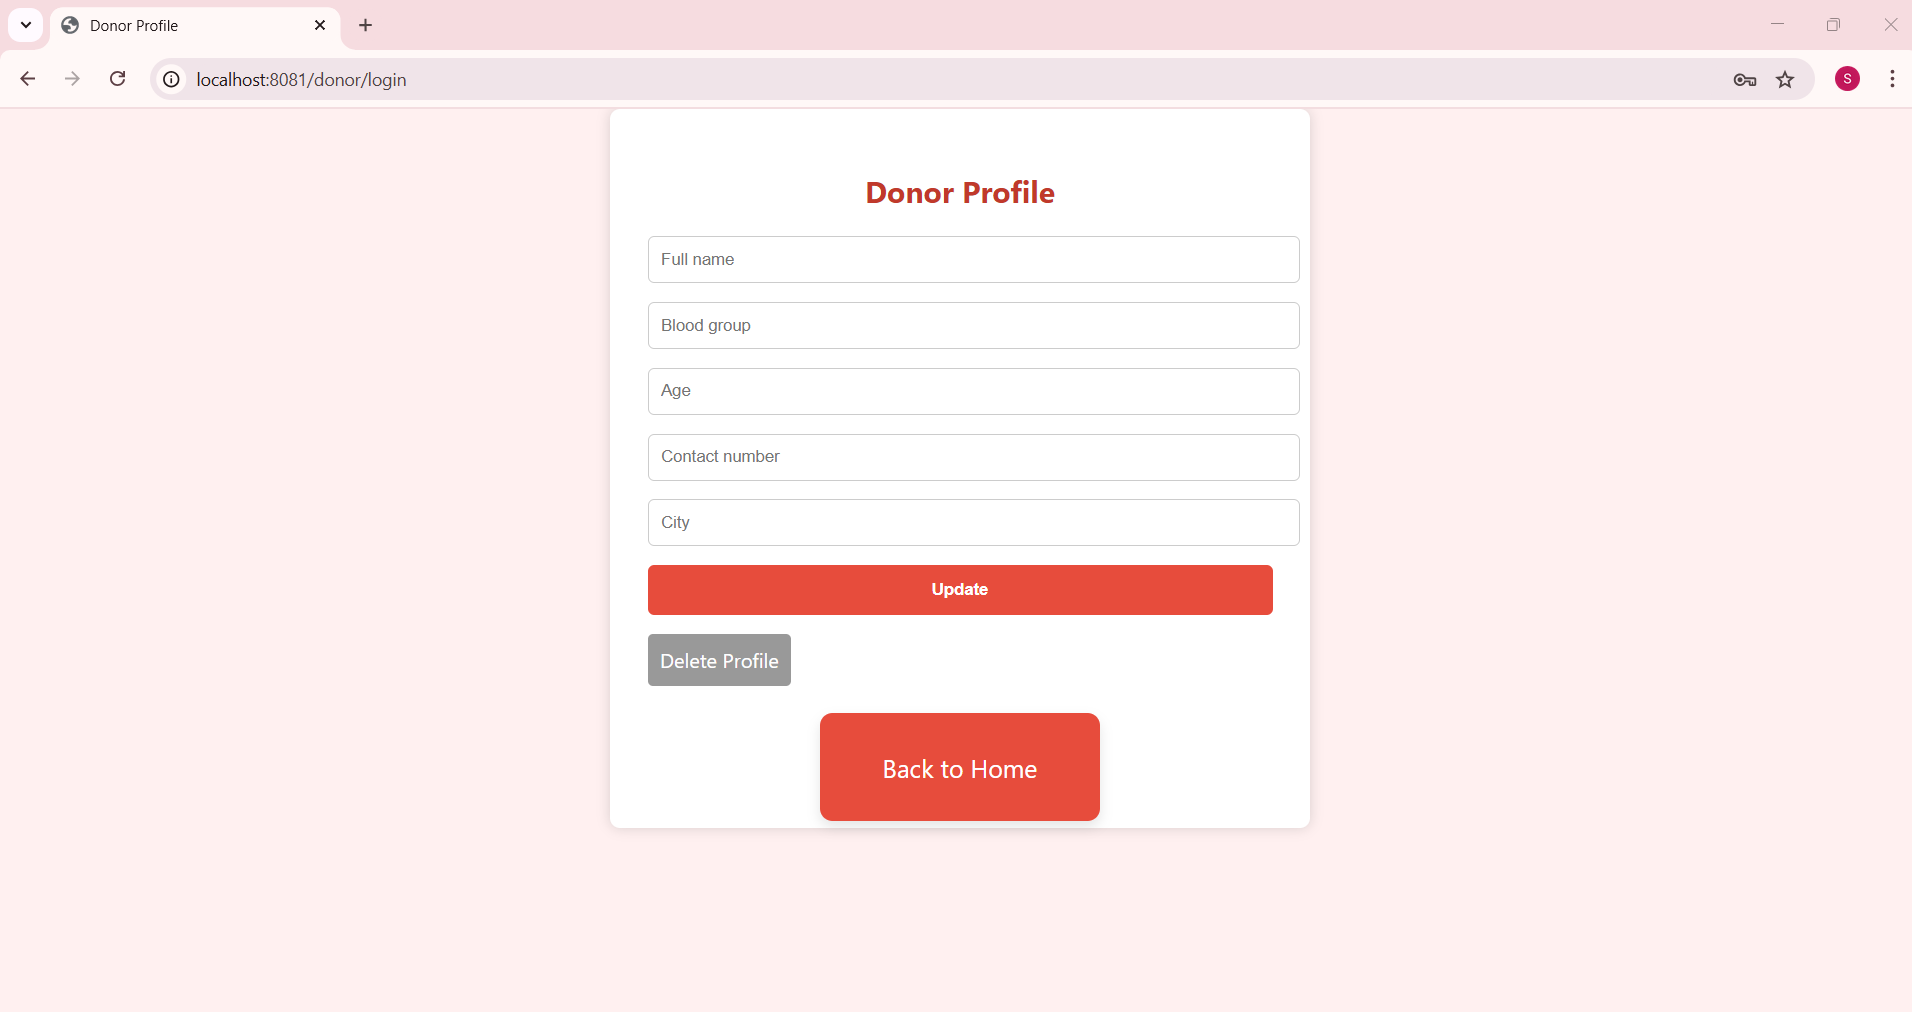 Donor Profile
localhost:8081/donor/login
S
Donor Profile
Full name
Blood group
Age
Contact number
City
Update
Delete Profile
Back to Home